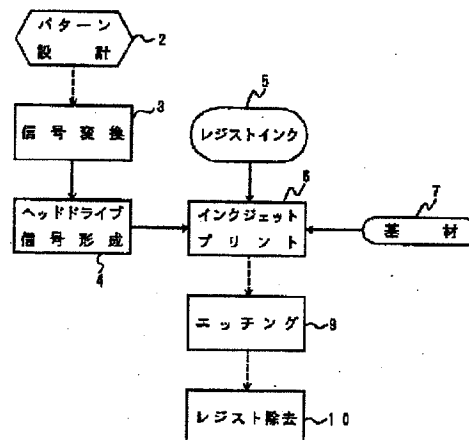 パターン
設計
2
信号変換
3
ヘッドドライブ
信号形成
4
レジストインク
5
インクジェット
プリント
6
基材
7
エッチング
9
レジスト除去
10